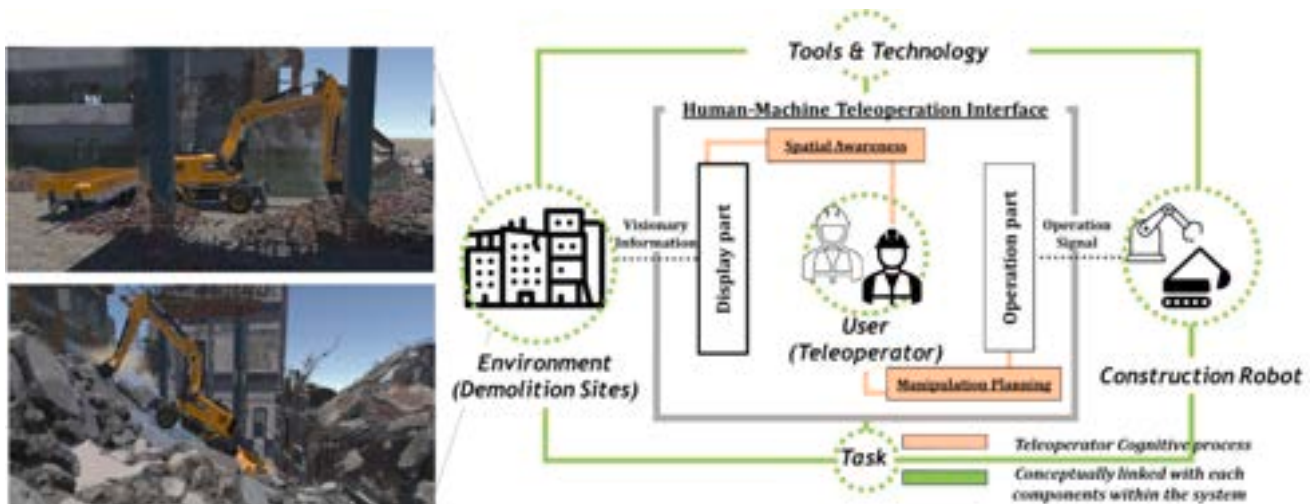 Tools & Technology
Human-Machine Teleoperation Interface
Spatial Awareness
Display part
Operation part
Visionary
Information
Operation
Signal
User
(Teleoperator)
Environment
(Demolition Sites)
Manipulation Planning
Construction Robot
Task
Teleoperator Cognitive process
Conceptually linked with each
components within the system